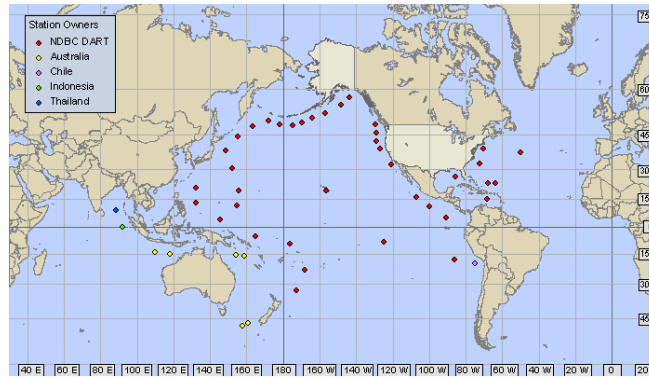 Station Owners
NDBC DART
Australia
Chile
Indonesia
Thailand
75
60
45
30
15
15
30
45
40 E
60 E
80 E
100 E
120 E
140 E
160 E
180
160 W
140 W
120 W
100 W
80 W
60 W
40 W
20 W
0
20